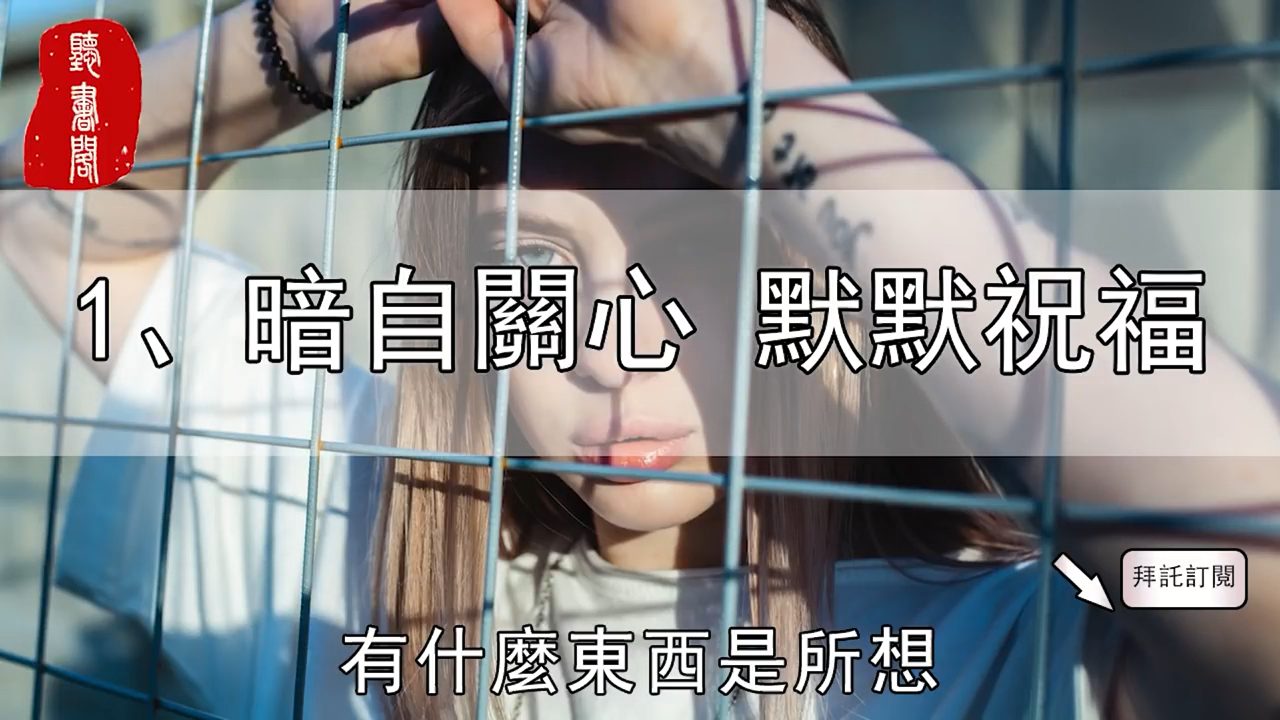 聽書閣
1、暗自關心 默默祝福
拜託訂閱
有什麼東西是所想